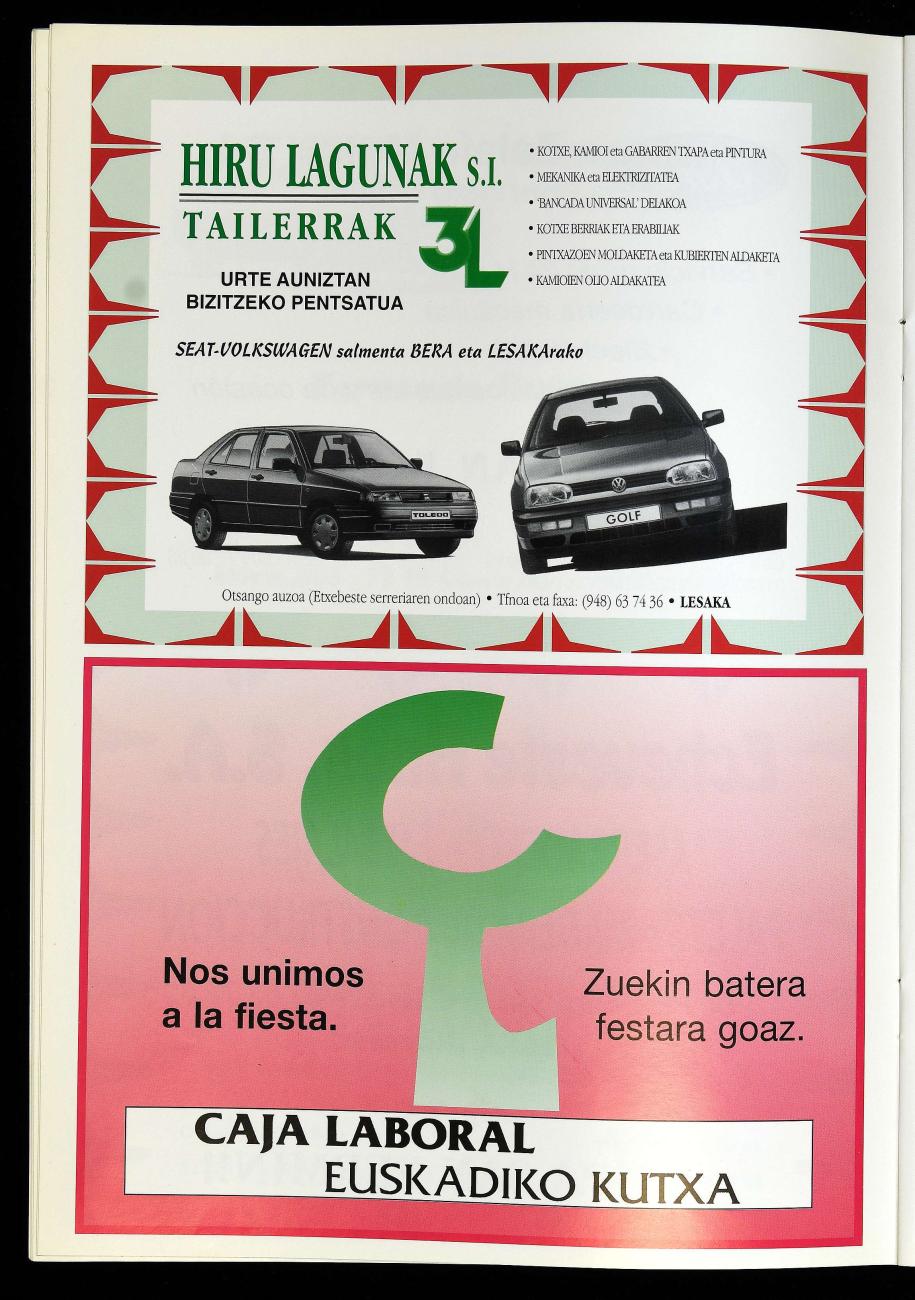 HIRU LAGUNAK S.I.
TAILERRAK
3L
URTE AUNIZTAN
BIZITZEKO PENTSATUA
• KOTXE, KAMIOI eta GABARREN TXAPA eta PINTURA
• MEKANIKA eta ELEKTRIZITATEA
• 'BANCADA UNIVERSAL' DELAKOA
• KOTXE BERRIAK ETA ERABILIAK
• PINTXAZOEN MOLDAKETA eta KUBIERTEN ALDAKETA
• KAMIOIEN OLIO ALDAKATEA
SEAT-VOLKSWAGEN salmenta BERA eta LESAKArako
TOLEDO
GOLF
Otsango auzoa (Etxebeste serreriaren ondoan) • Tfnoa eta faxa: (948) 63 74 36 • LESAKA
Nos unimos
a la fiesta.
Zuekin batera
festara goaz.
CAJA LABORAL
EUSKADIKO KUTXA